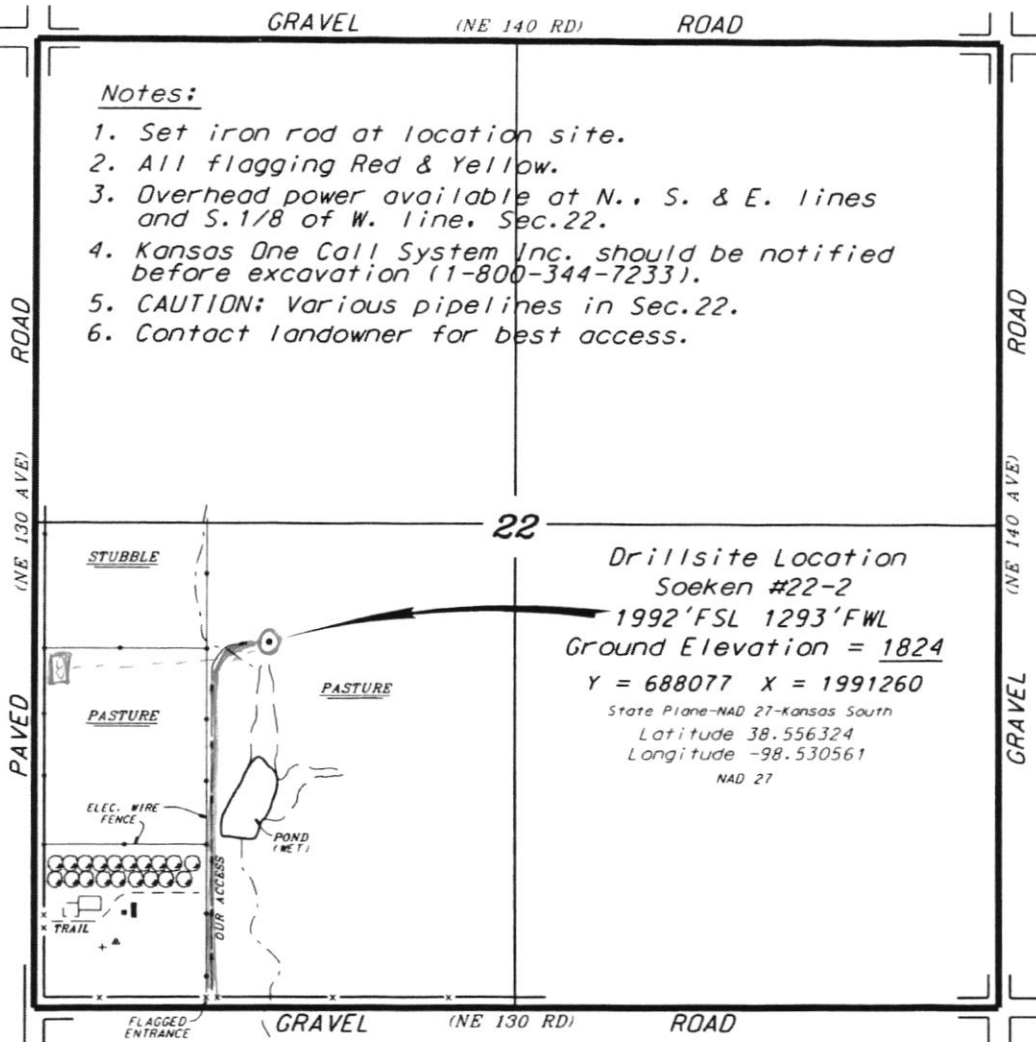 GRAVEL (NE 140 RD) ROAD
Notes:
1. Set iron rod at location site.
2. All flagging Red & Yellow.
3. Overhead power available at N., S. & E. lines
and S.1/8 of W. line, Sec.22.
4. Kansas One Call System Inc. should be notified
before excavation (1-800-344-7233).
5. CAUTION: Various pipelines in Sec.22.
6. Contact landowner for best access.
PAVED (NE 130 AVE) ROAD
GRAVEL (NE 140 AVE) ROAD
22
STUBBLE
Drillsite Location
Soeken #22-2
1992'FSL 1293'FWL
Ground Elevation = 1824
Y = 688077 X = 1991260
State Plane-NAD 27-Kansas South
Latitude 38.556324
Longitude -98.530561
NAD 27
PASTURE
PASTURE
ELEC. WIRE
FENCE
POND
(WET)
OUR ACCESS
TRAIL
FLAGGED
ENTRANCE
GRAVEL (NE 130 RD) ROAD